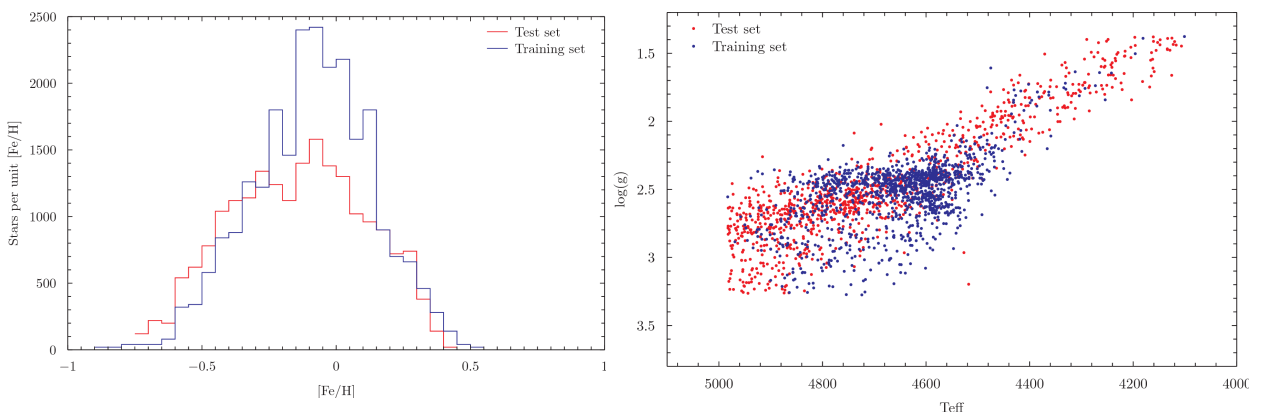 2500
2000
1500
1000
500
0
Stars per unit [Fe/H]
Test set
Training set
−1
−0.5
0
0.5
1
[Fe/H]
1.5
2
2.5
3
3.5
log(g)
Test set
Training set
5000
4800
4600
4400
4200
4000
Teff